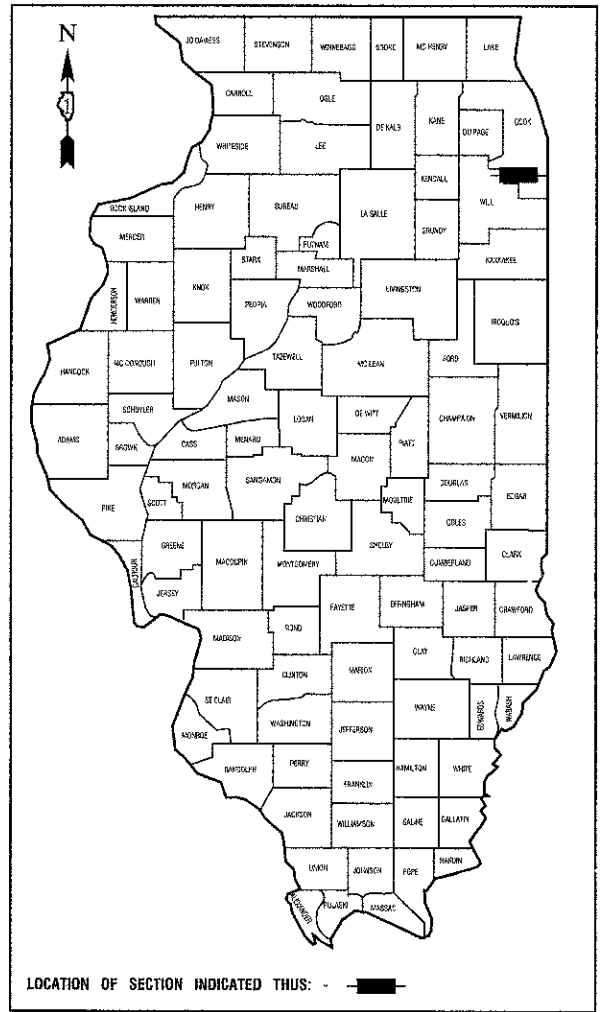 N
JO DAVIESS STEVENSON WINNEBAGO BOONE MC HENRY LAKE
CARROLL OGLE DE KALB KANE DU PAGE COOK
WHITESIDE LEE
KENDALL
ROCK ISLAND HENRY BUREAU LA SALLE GRUNDY WILL
MERCER PUTNAM
STARK MARSHALL KANKAKEE
HENDERSON WARREN KNOX PEORIA WOODFORD LIVINGSTON IROQUOIS
HANCOCK MC DONOUGH FULTON TAZEWELL MC LEAN FORD
MASON
SCHUYLER LOGAN DE WITT CHAMPAIGN VERMILION
ADAMS BROWN CASS MENARD MACON PIATT
MORGAN SANGAMON DOUGLAS
PIKE SCOTT CHRISTIAN MOULTRIE COLES EDGAR
GREENE MACOUPIN MONTGOMERY SHELBY CUMBERLAND CLARK
CALHOUN JERSEY
FAYETTE EFFINGHAM JASPER CRAWFORD
MADISON BOND
CLAY RICHLAND LAWRENCE
CLINTON MARION
ST CLAIR WASHINGTON JEFFERSON WAYNE EDWARDS WABASH
MONROE
RANDOLPH PERRY HAMILTON WHITE
FRANKLIN
JACKSON WILLIAMSON SALINE GALLATIN
UNION JOHNSON POPE HARDIN
ALEXANDER PULASKI MASSAC
LOCATION OF SECTION INDICATED THUS: -